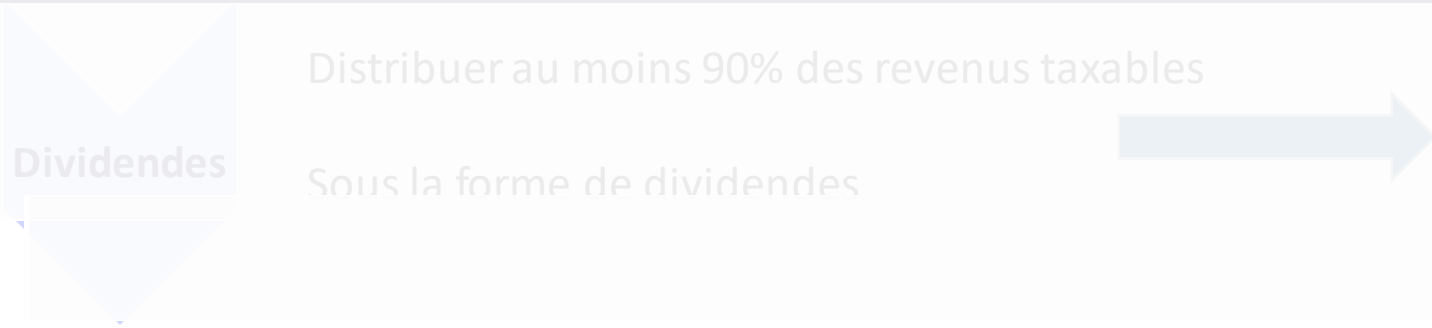 Distribuer au moins 90% des revenus taxables
Dividendes
Sous la forme de dividendes